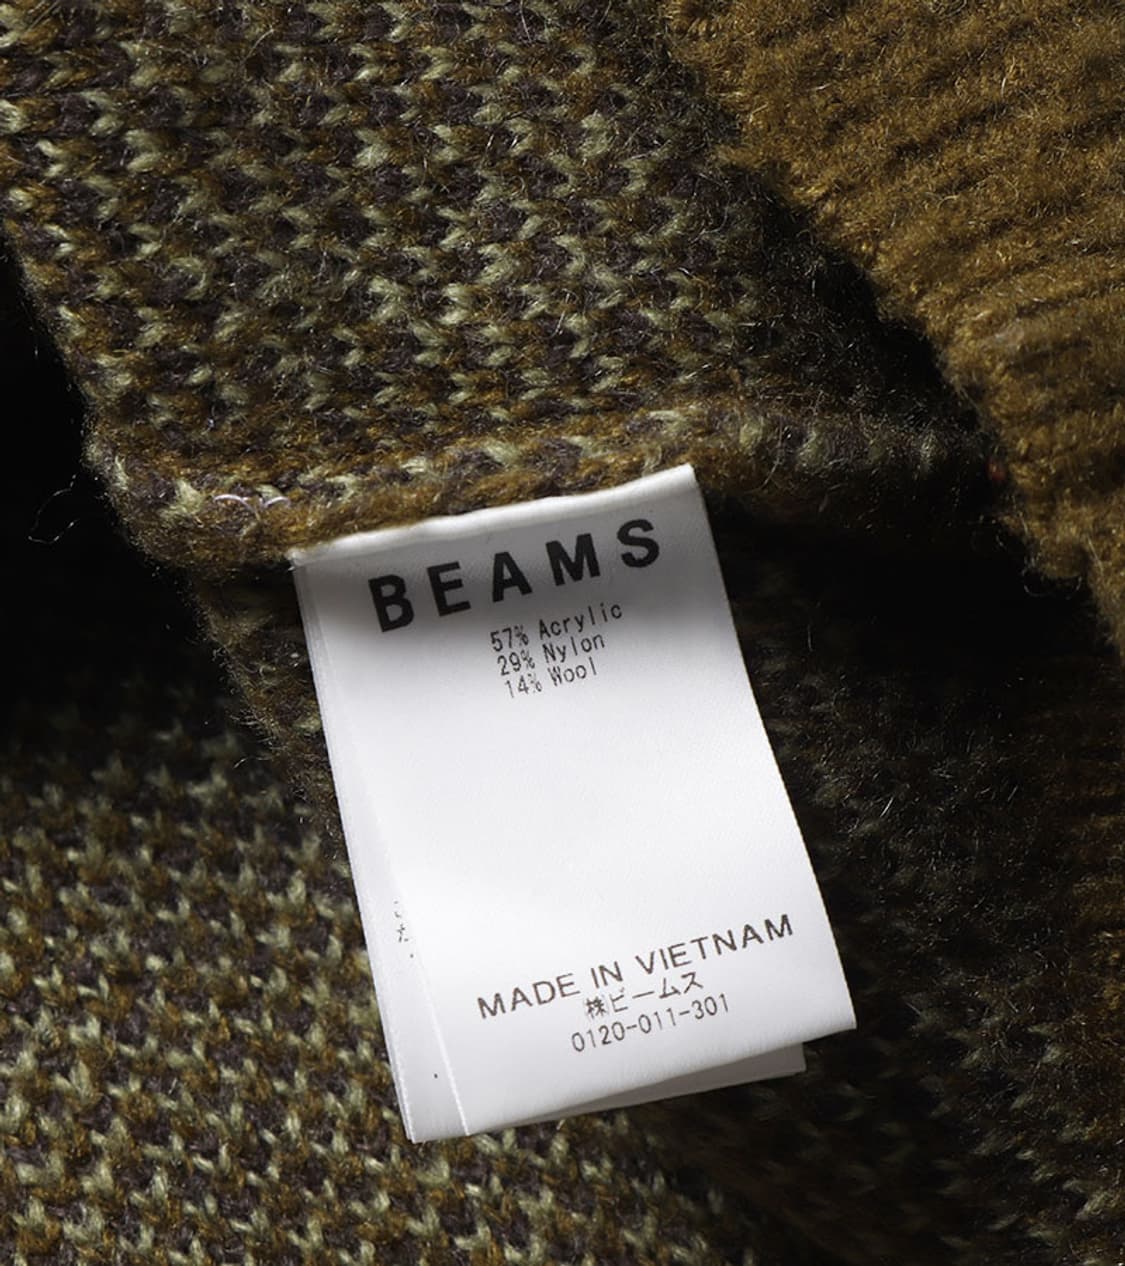 BEAMS
57% Acrylic
29% Nylon
14% Wool
MADE IN VIETNAM
㈱ビームス
0120-011-301